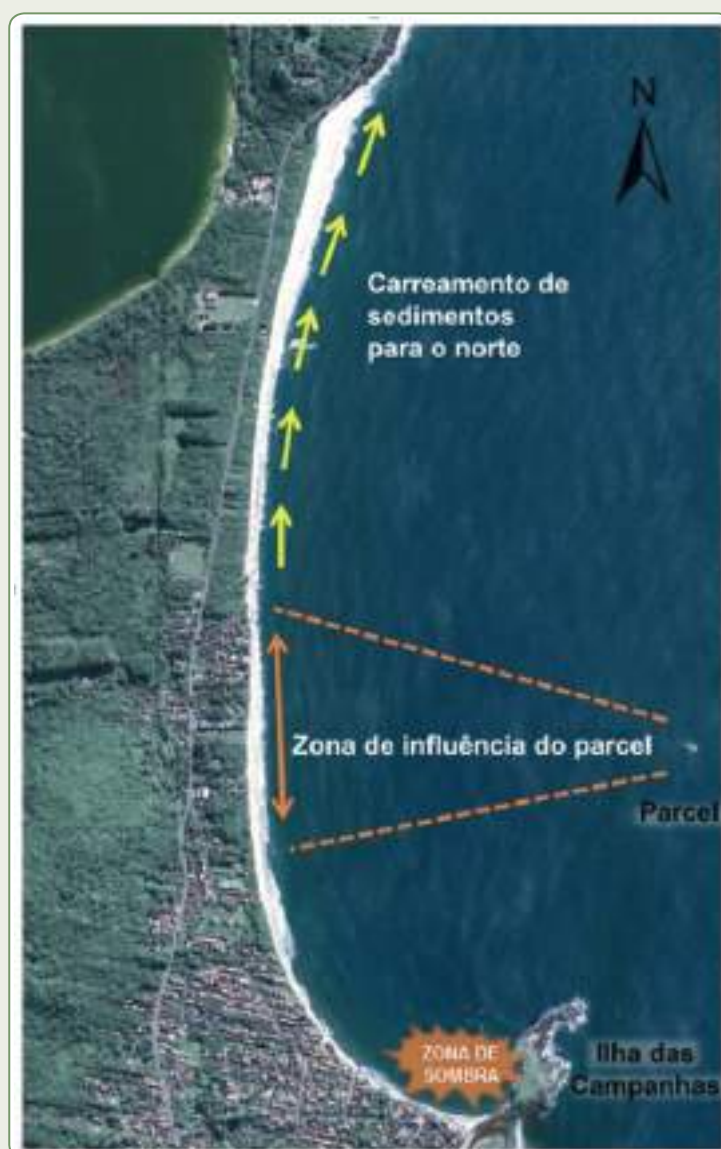 N
Carreamento de
sedimentos
para o norte
Zona de influência do parcel
Parcel
ZONA DE
SOMBRA
Ilha das
Campanhas